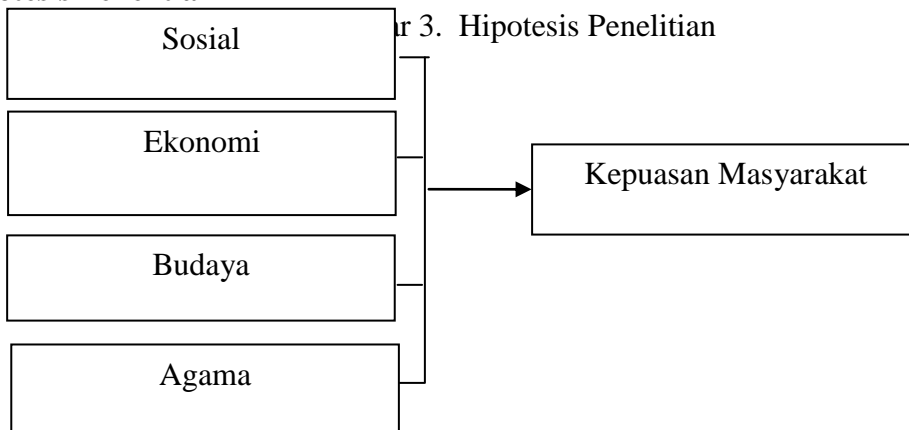 3. Hipotesis Penelitian
Sosial
Ekonomi
Budaya
Agama
Kepuasan Masyarakat